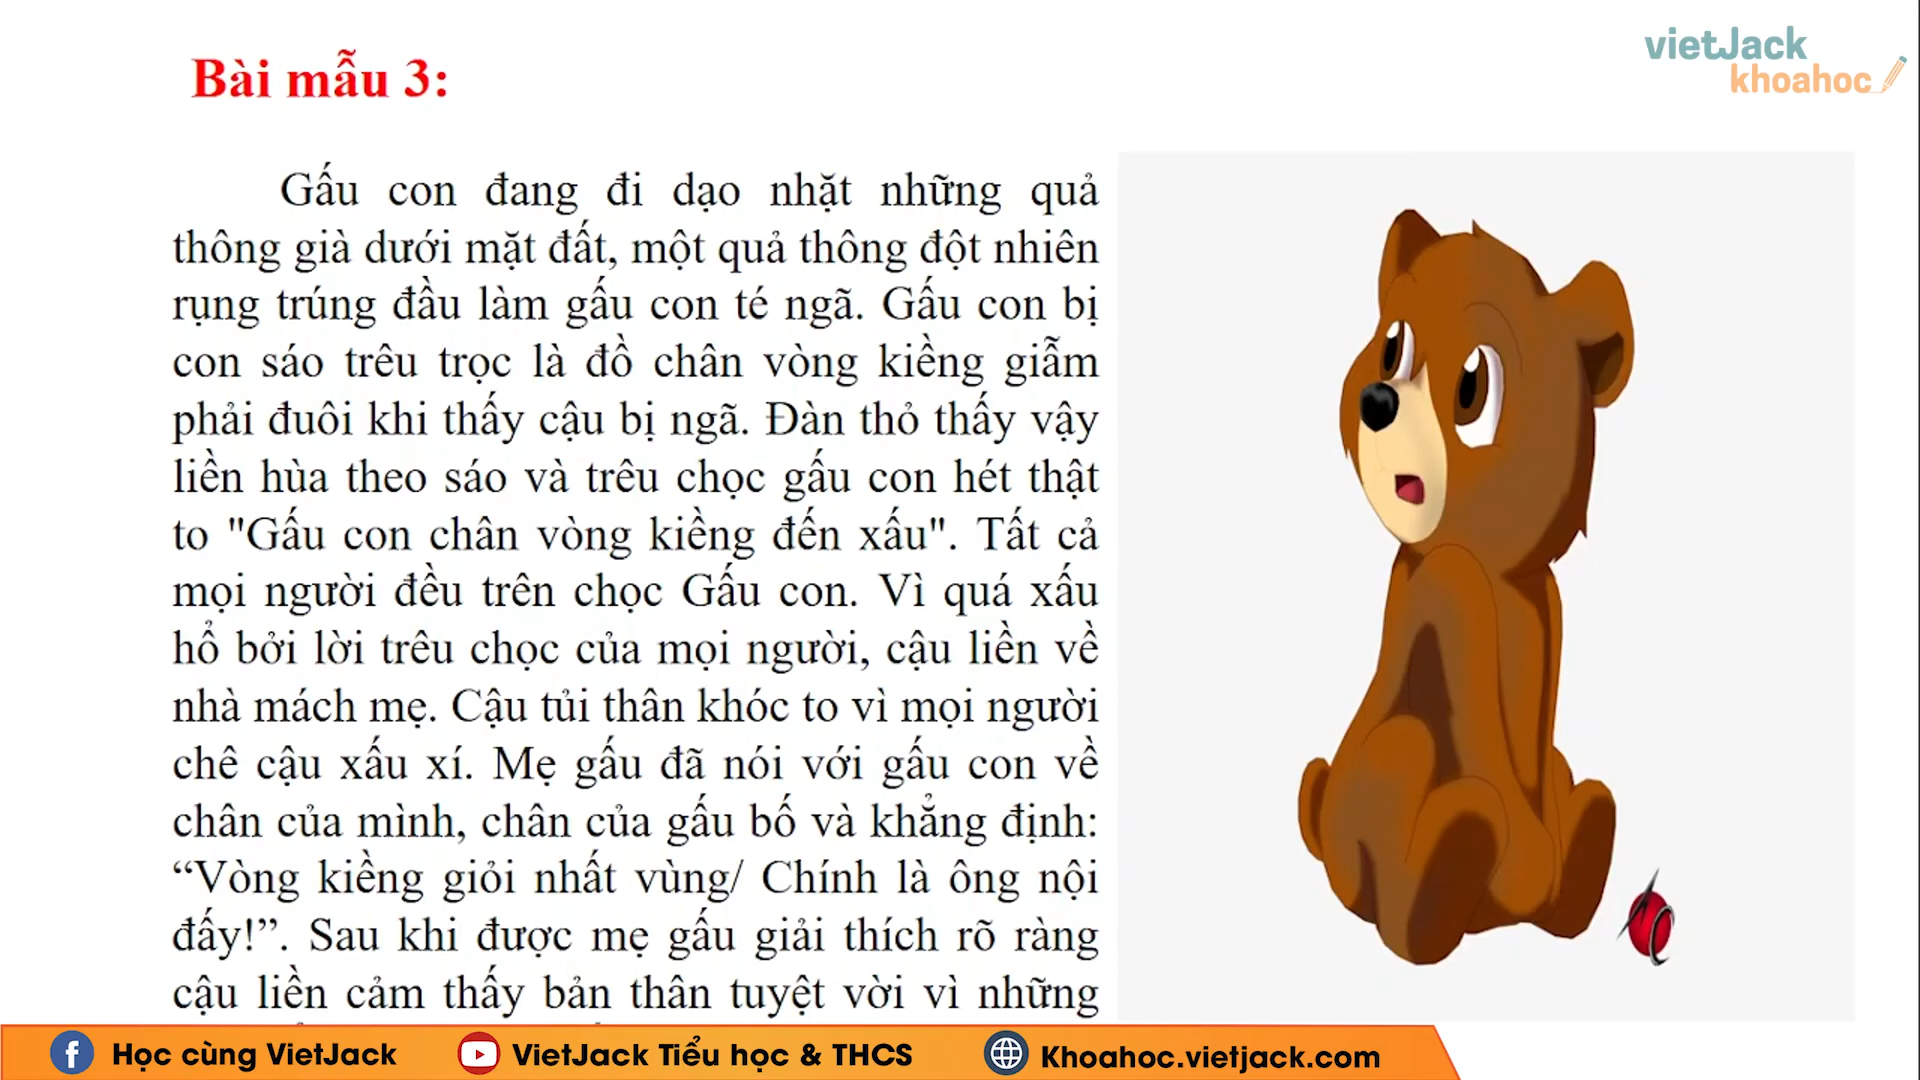 vietJack
khoahoc
Bài mẫu 3:
Gấu con đang đi dạo nhặt những quả
thông già dưới mặt đất, một quả thông đột nhiên
rụng trúng đầu làm gấu con té ngã. Gấu con bị
con sáo trêu trọc là đồ chân vòng kiềng giẫm
phải đuôi khi thấy cậu bị ngã. Đàn thỏ thấy vậy
liền hùa theo sáo và trêu chọc gấu con hét thật
to "Gấu con chân vòng kiềng đến xấu". Tất cả
mọi người đều trên chọc Gấu con. Vì quá xấu
hổ bởi lời trêu chọc của mọi người, cậu liền về
nhà mách mẹ. Cậu tủi thân khóc to vì mọi người
chê cậu xấu xí. Mẹ gấu đã nói với gấu con về
chân của mình, chân của gấu bố và khẳng định:
“Vòng kiềng giỏi nhất vùng/ Chính là ông nội
đấy!”. Sau khi được mẹ gấu giải thích rõ ràng
cậu liền cảm thấy bản thân tuyệt vời vì những
Học cùng VietJack
VietJack Tiểu học & THCS
Khoahoc.vietjack.com